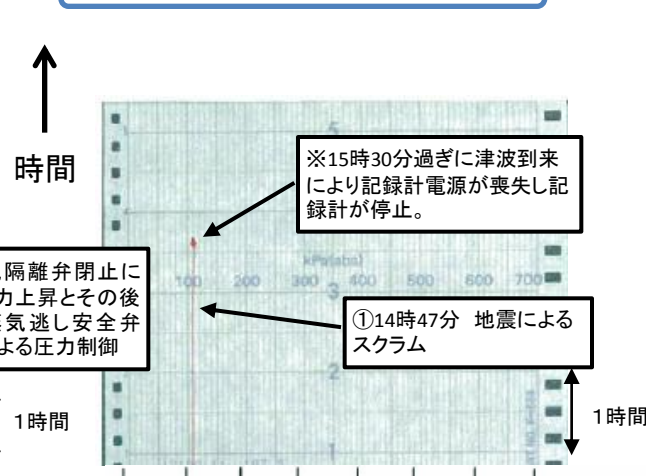 時間
5
※15時30分過ぎに津波到来
により記録計電源が喪失し記
録計が停止。
隔離弁閉止に
力上昇とその後
気逃し安全弁
よる圧力制御
kPa(abs)
100 200 300 400 500 600 700
3
①14時47分 地震による
スクラム
2
1時間
1時間
1